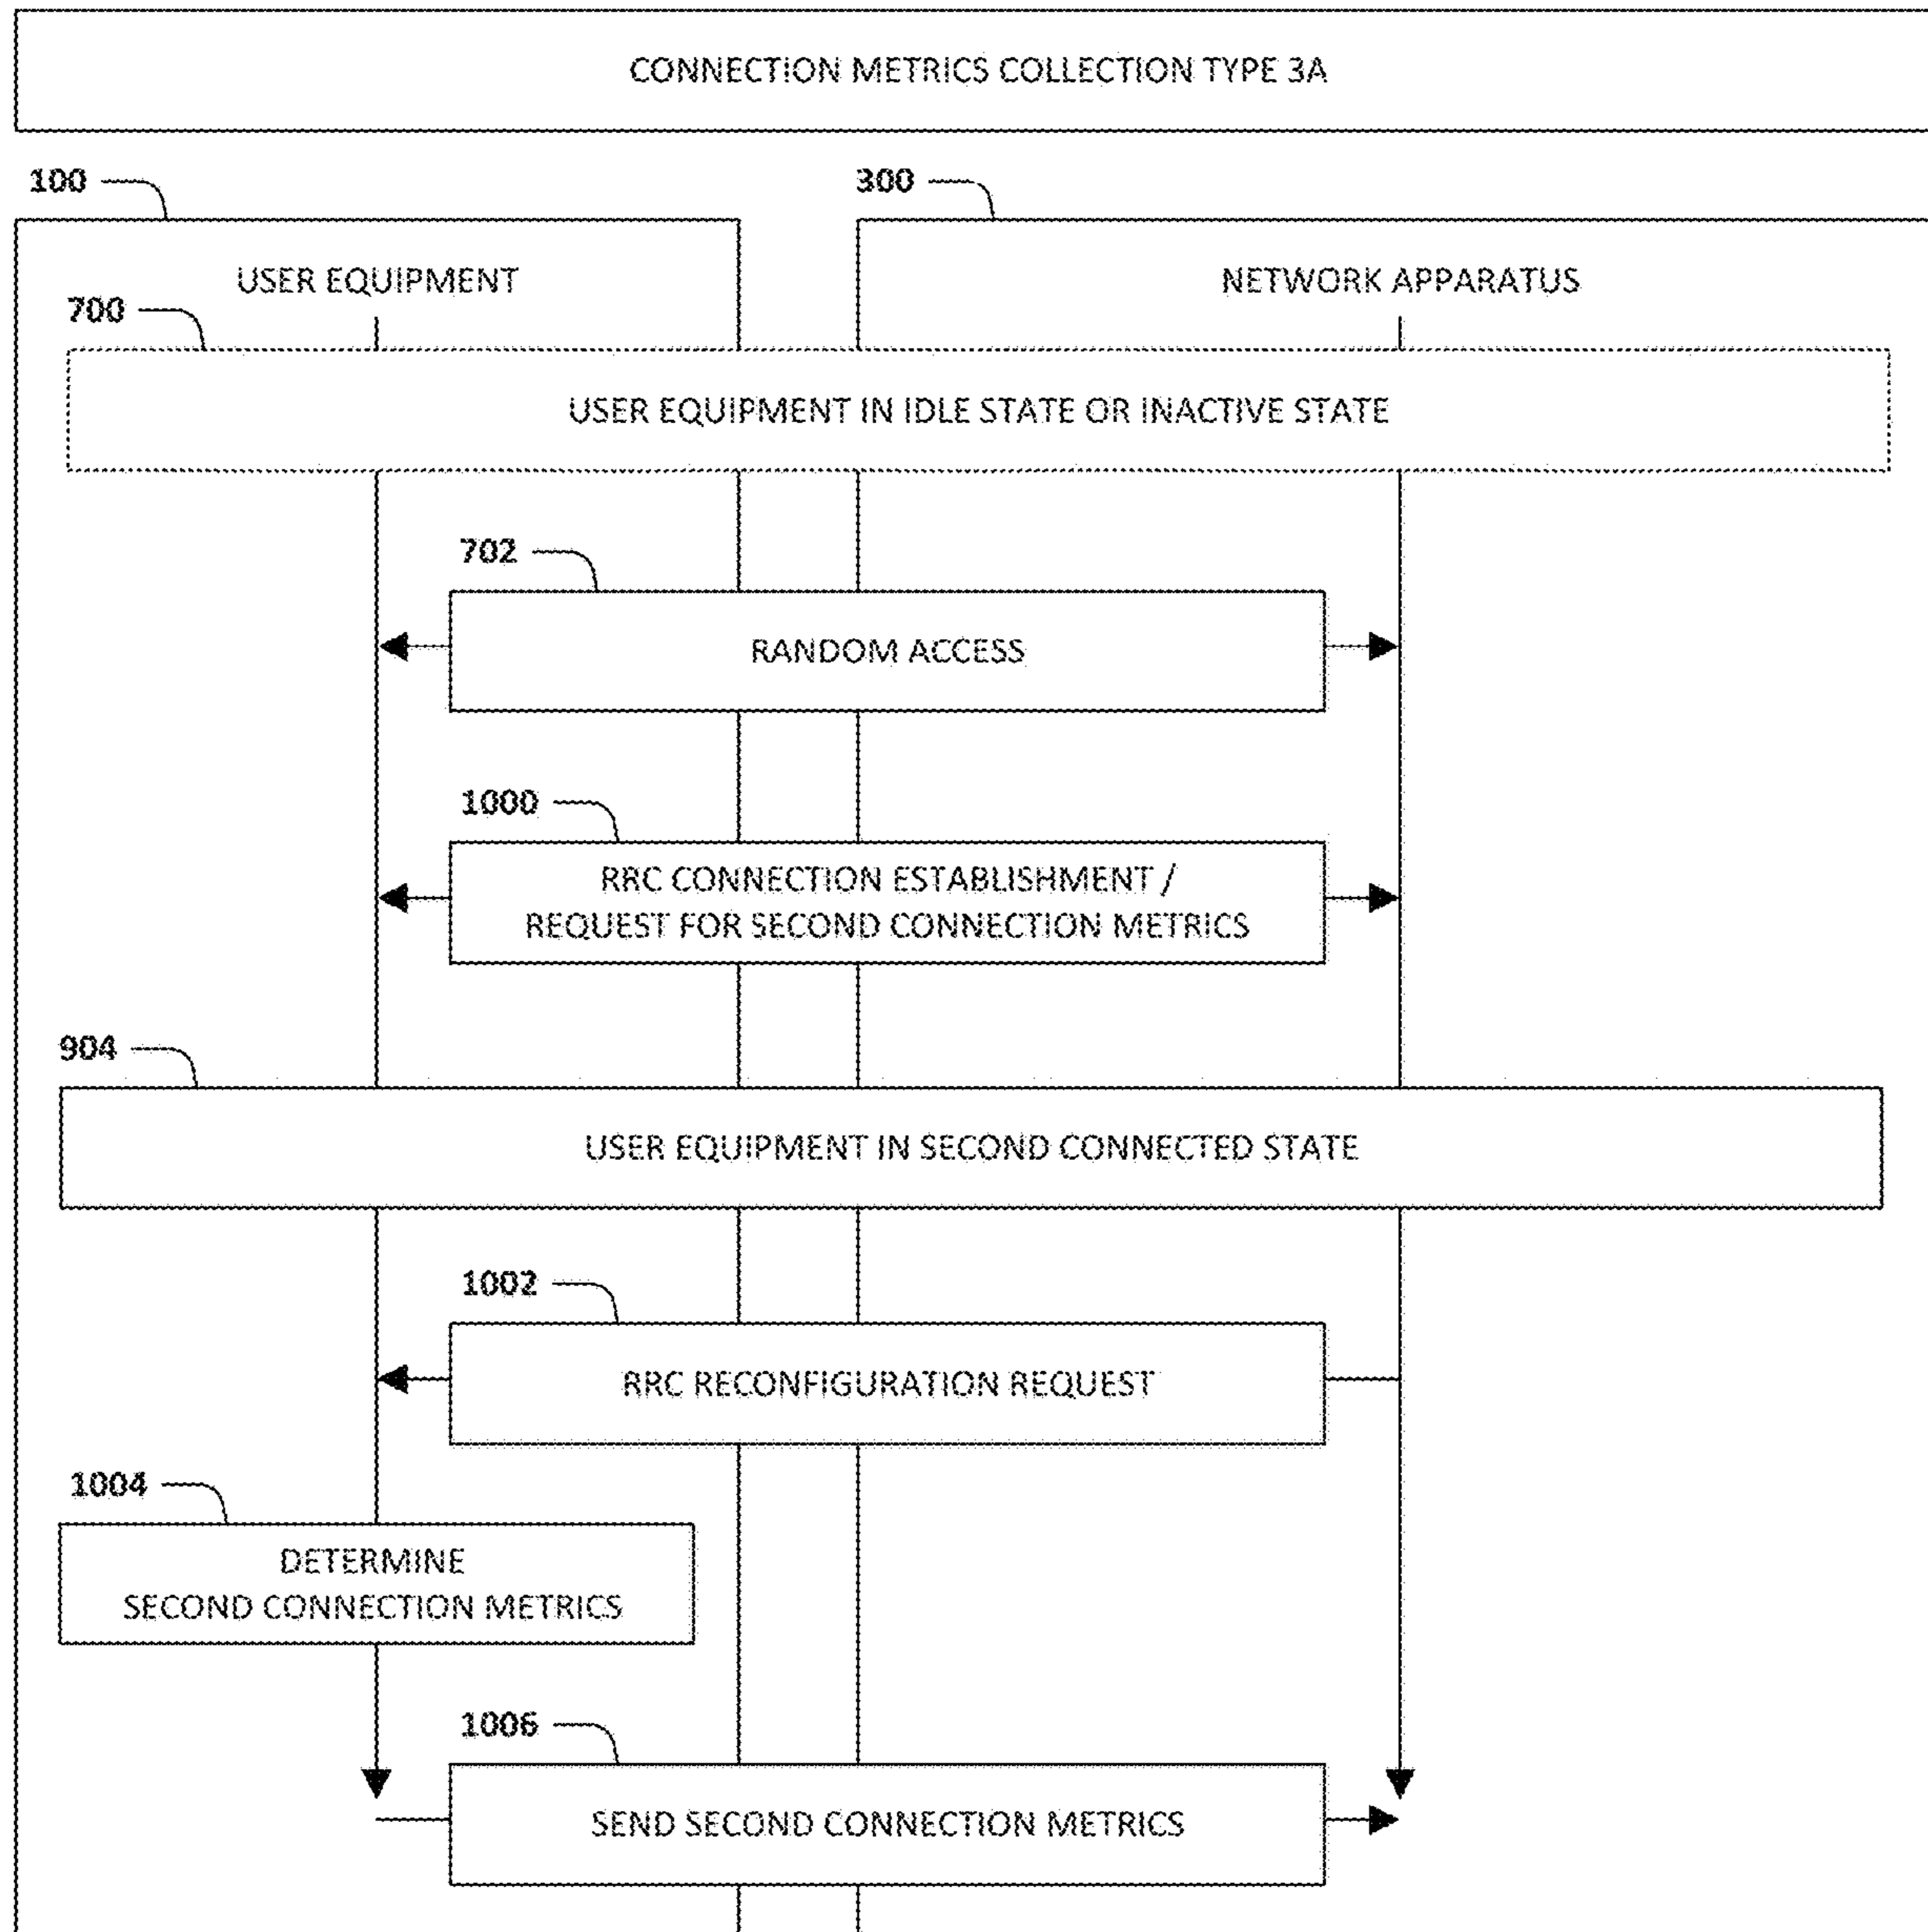 CONNECTION METRICS COLLECTION TYPE 3A
100
300
USER EQUIPMENT
NETWORK APPARATUS
700
USER EQUIPMENT IN IDLE STATE OR INACTIVE STATE
702
RANDOM ACCESS
1000
RRC CONNECTION ESTABLISHMENT /
REQUEST FOR SECOND CONNECTION METRICS
904
USER EQUIPMENT IN SECOND CONNECTED STATE
1002
RRC RECONFIGURATION REQUEST
1004
DETERMINE
SECOND CONNECTION METRICS
1006
SEND SECOND CONNECTION METRICS